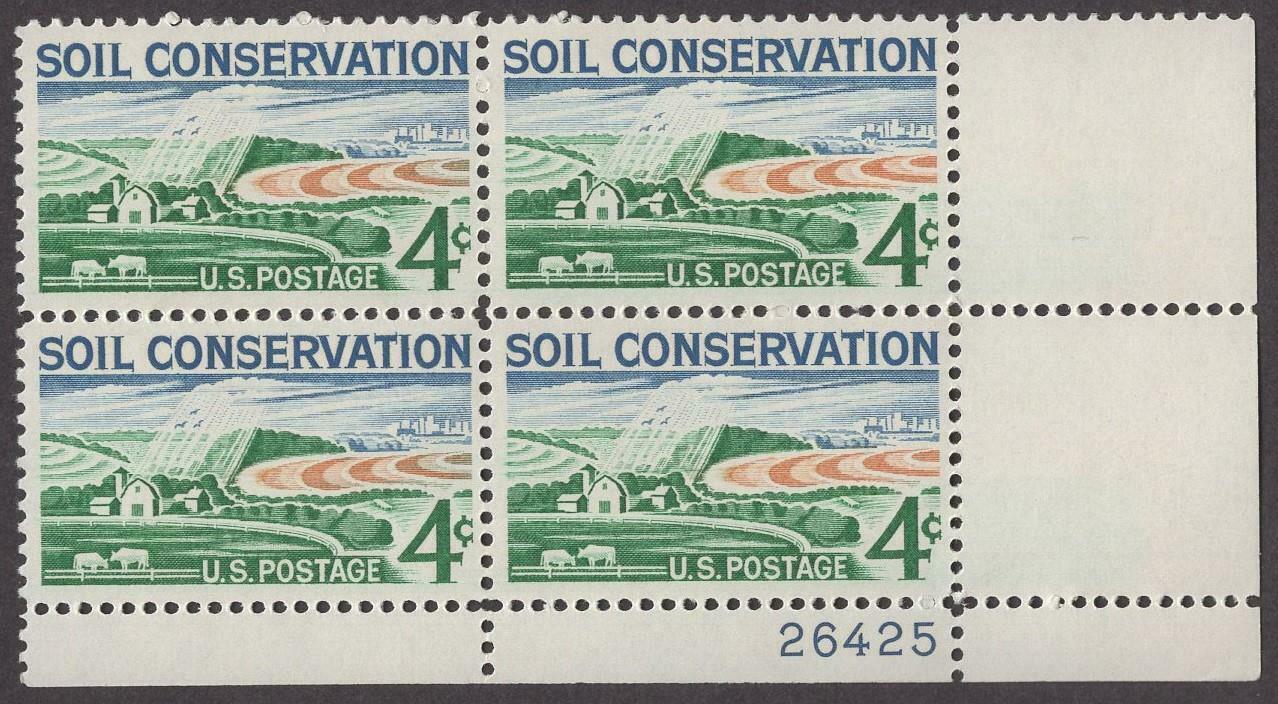 SOIL CONSERVATION
4¢
U.S. POSTAGE
SOIL CONSERVATION
4¢
U.S. POSTAGE
SOIL CONSERVATION
4¢
U.S. POSTAGE
SOIL CONSERVATION
4¢
U.S. POSTAGE
26425